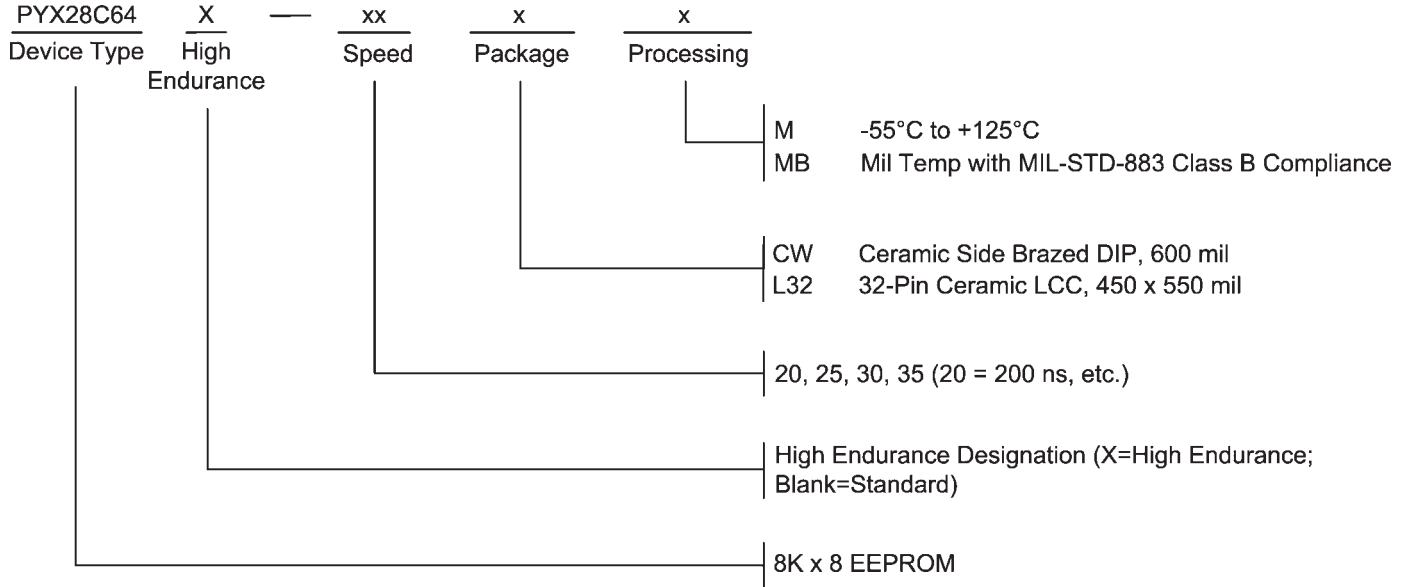 PYX28C64 X — xx x x
Device Type High Endurance Speed Package Processing
M -55°C to +125°C
MB Mil Temp with MIL-STD-883 Class B Compliance
CW Ceramic Side Brazed DIP, 600 mil
L32 32-Pin Ceramic LCC, 450 x 550 mil
20, 25, 30, 35 (20 = 200 ns, etc.)
High Endurance Designation (X=High Endurance;
Blank=Standard)
8K x 8 EEPROM